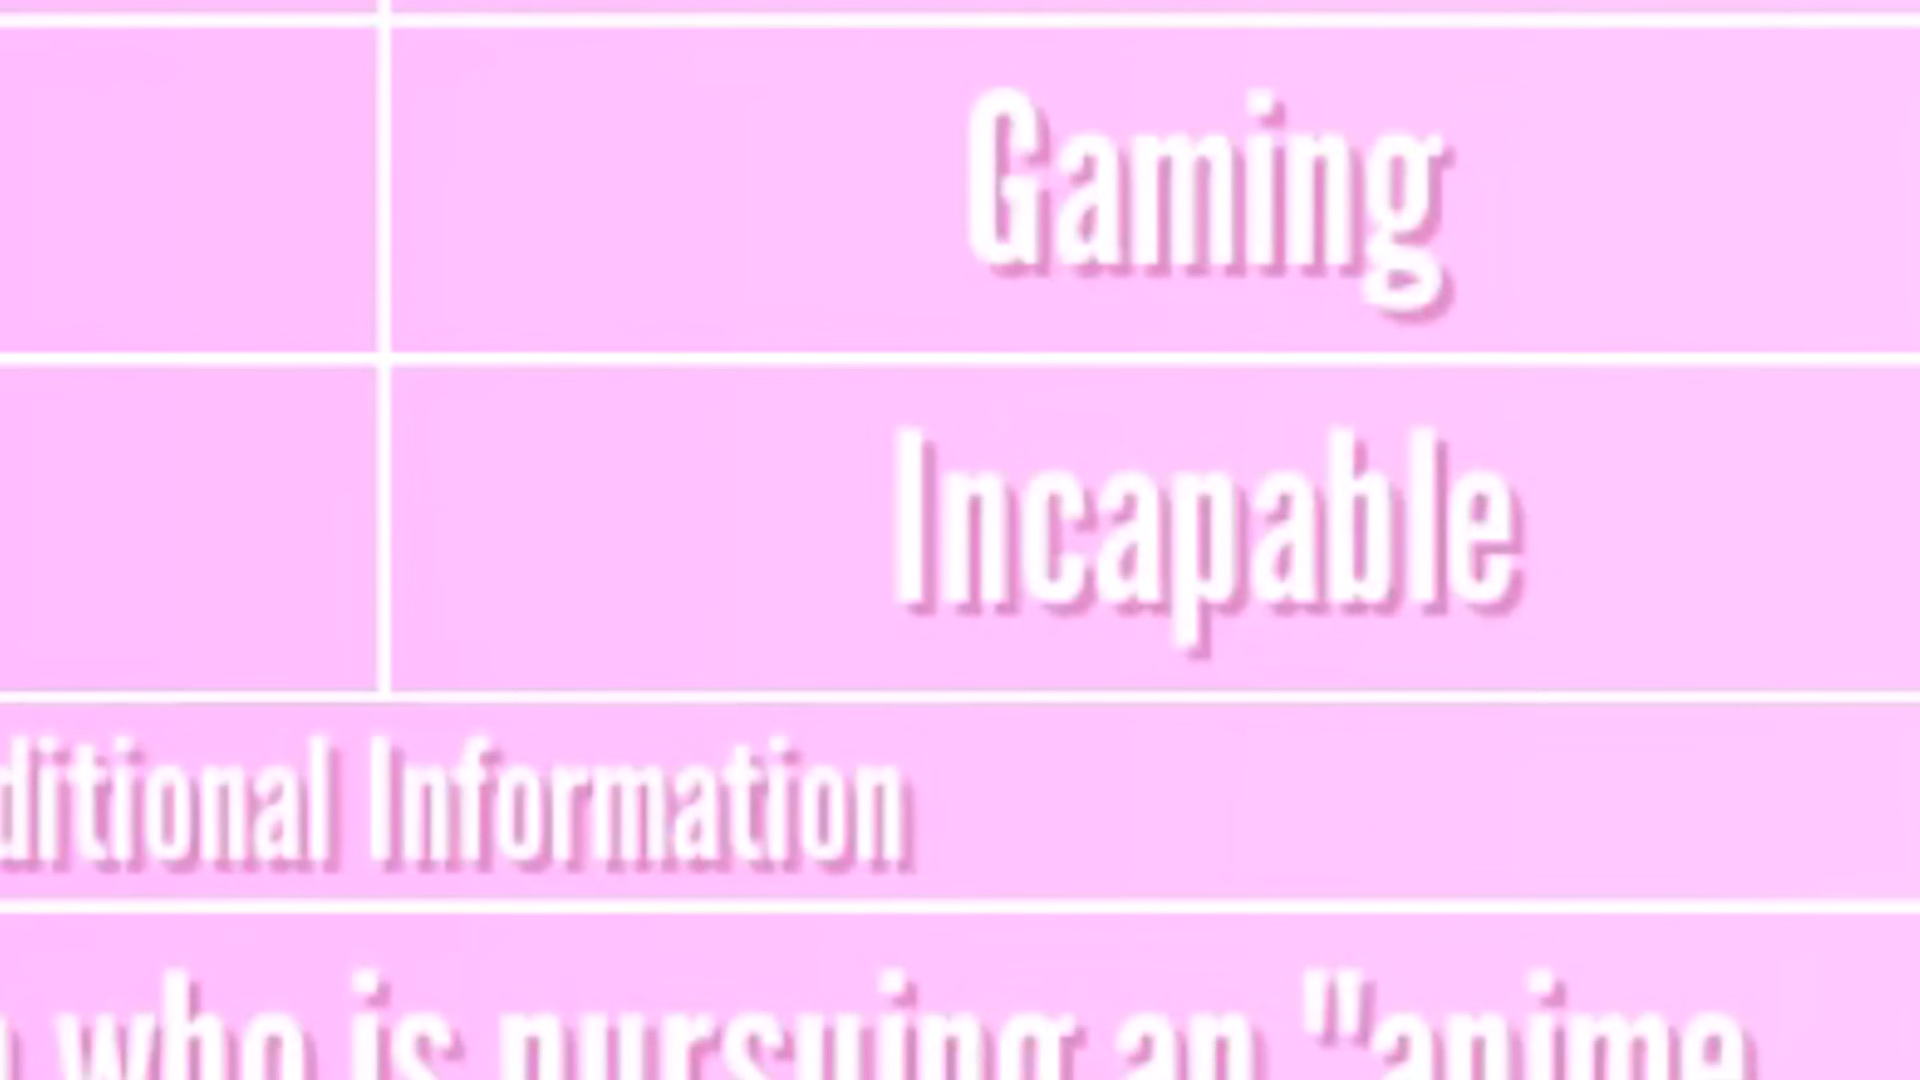 Gaming
Incapable
ditional Information
who is pursuing an "anime